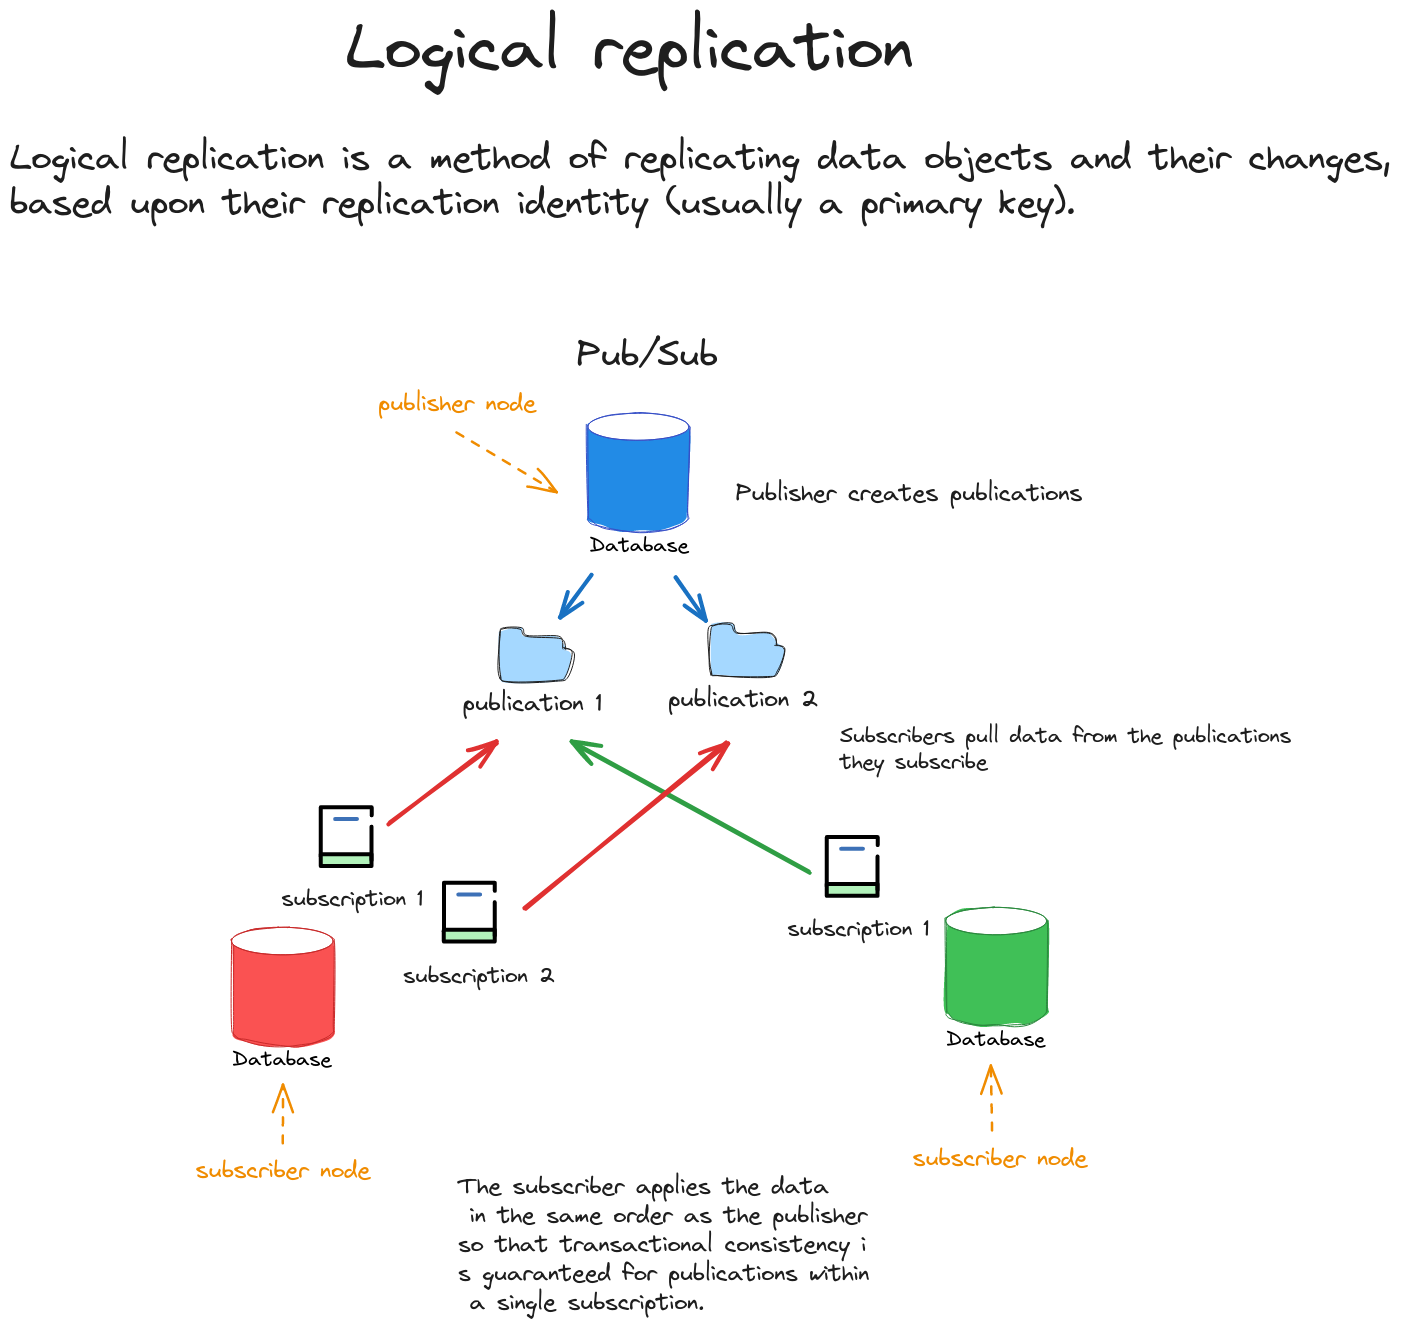 Logical replication
Logical replication is a method of replicating data objects and their changes,
based upon their replication identity (usually a primary key).
Pub/Sub
publisher node
Publisher creates publications
Database
publication 1
publication 2
Subscribers pull data from the publications
they subscribe
subscription 1
subscription 2
subscription 1
Database
Database
subscriber node
subscriber node
The subscriber applies the data
in the same order as the publisher
so that transactional consistency i
s guaranteed for publications within
a single subscription.